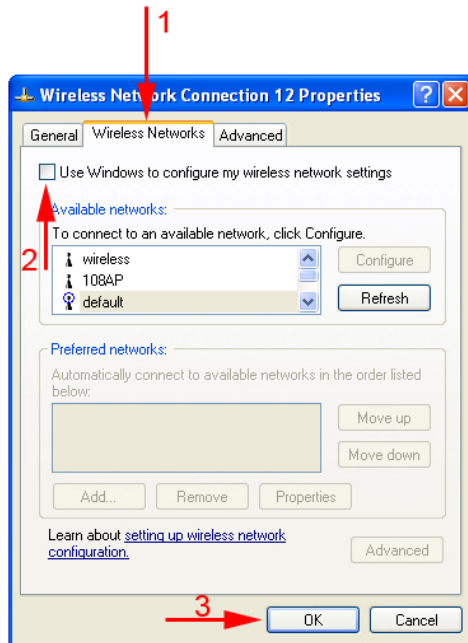 1
Wireless Network Connection 12 Properties
General Wireless Networks Advanced
Use Windows to configure my wireless network settings
2
Available networks:
To connect to an available network, click Configure.
wireless
108AP
default
Configure
Refresh
Preferred networks:
Automatically connect to available networks in the order listed
below:
Move up
Move down
Add... Remove Properties
Learn about setting up wireless network
configuration.
Advanced
3
OK Cancel